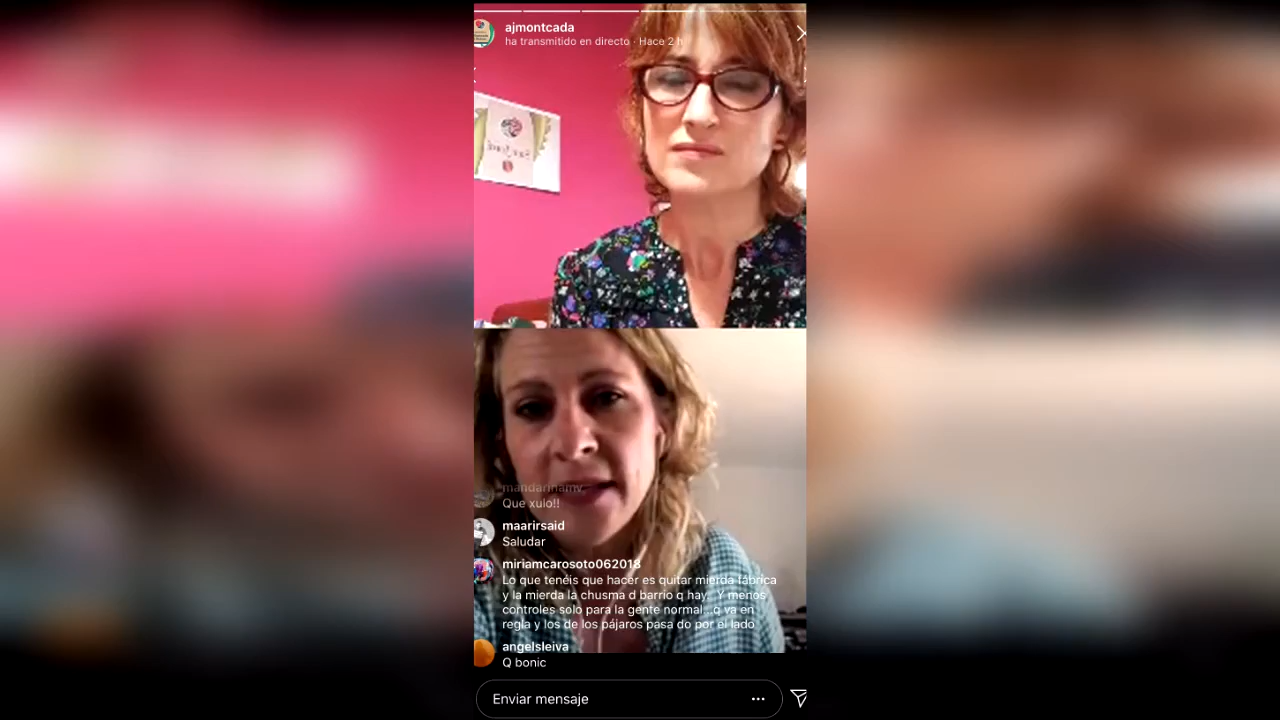 ajmontcada
ha transmitido en directo · Hace 2 h
mandarinamv
Que xulo!!
maarirsaid
Saludar
miriamcarosoto062018
Lo que tenéis que hacer es quitar mierda fábrica
y la mierda la chusma d barrio q hay.. Y menos
controles solo para la gente normal...q va en
regla y los de los pájaros pasa do por el lado
angelsleiva
Q bonic
Enviar mensaje